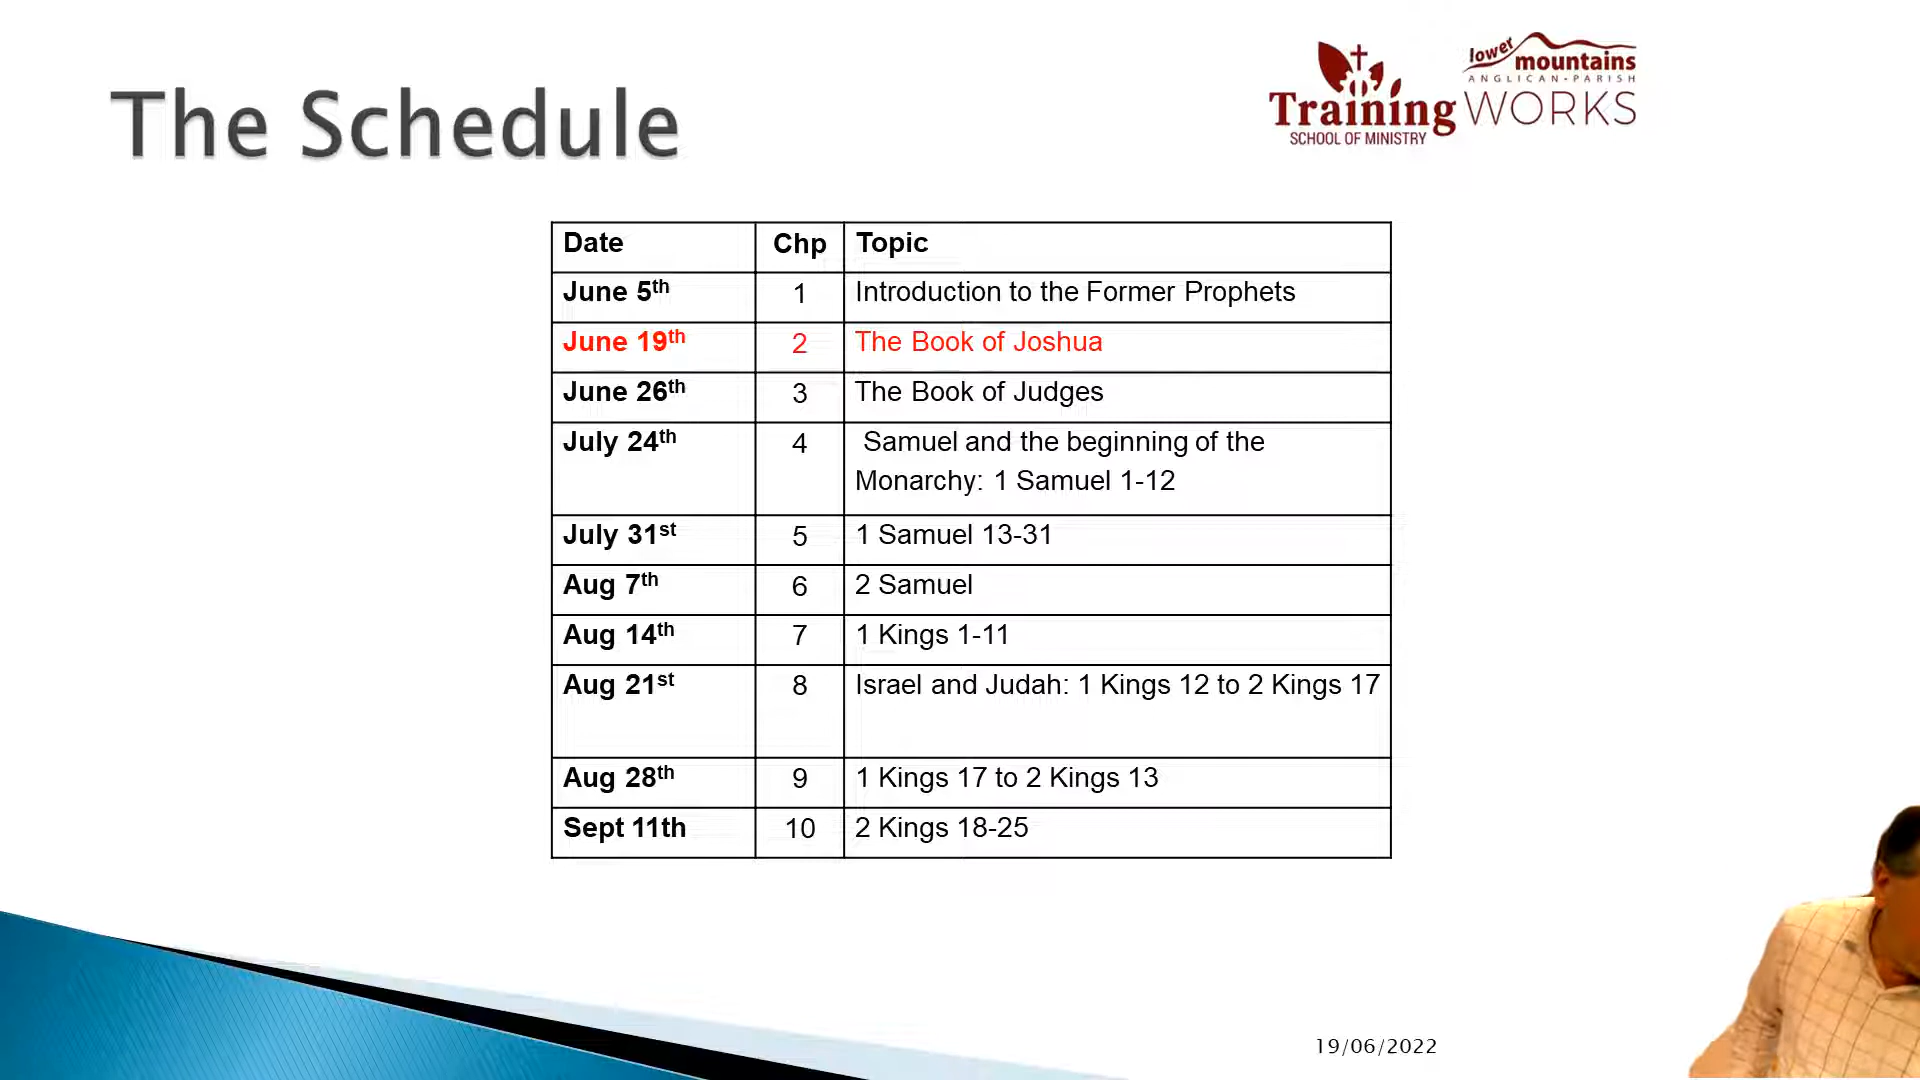 The Schedule
Training
SCHOOL OF MINISTRY
lower
mountains
ANGLICAN•PARISH
WORKS
Date Chp Topic
June 5th 1 Introduction to the Former Prophets
June 19th 2 The Book of Joshua
June 26th 3 The Book of Judges
July 24th 4 Samuel and the beginning of the
Monarchy: 1 Samuel 1-12
July 31st 5 1 Samuel 13-31
Aug 7th 6 2 Samuel
Aug 14th 7 1 Kings 1-11
Aug 21st 8 Israel and Judah: 1 Kings 12 to 2 Kings 17
Aug 28th 9 1 Kings 17 to 2 Kings 13
Sept 11th 10 2 Kings 18-25
19/06/2022